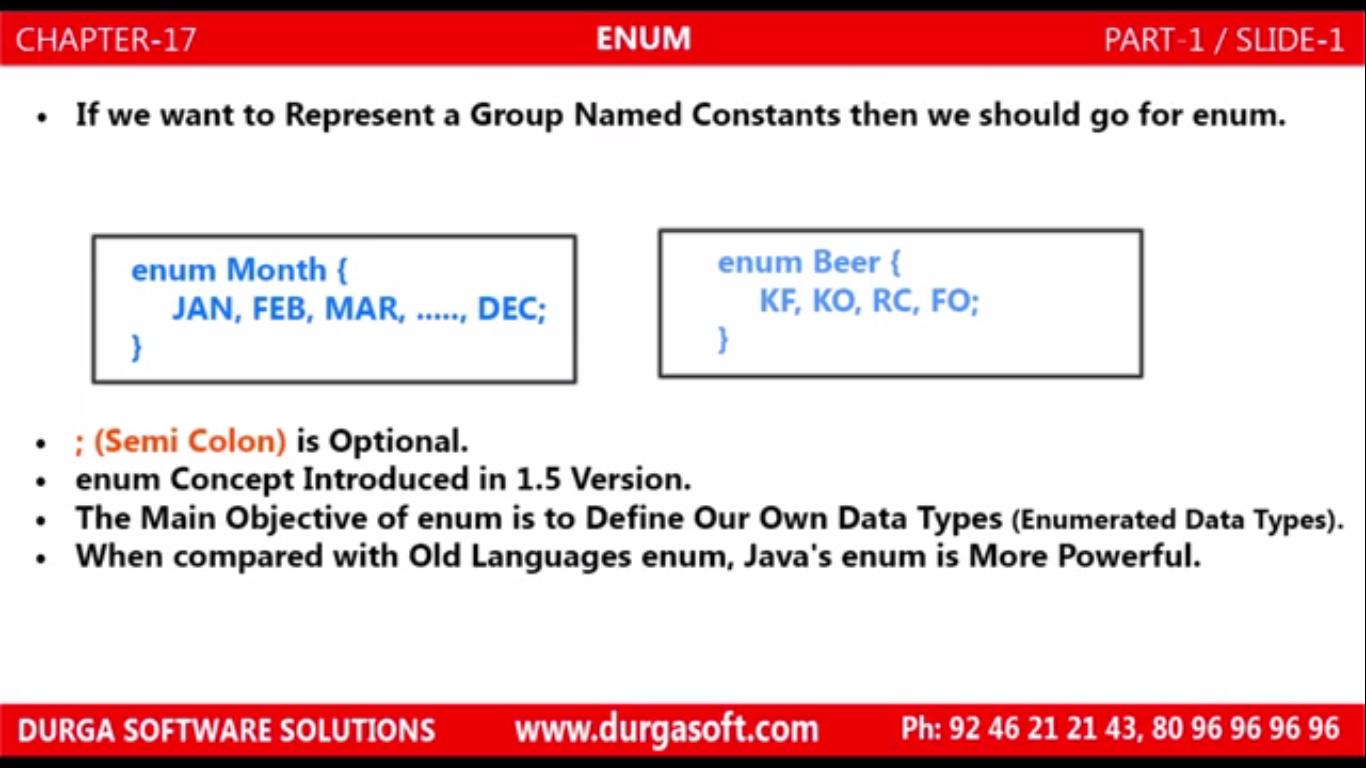 CHAPTER-17 ENUM PART-1 / SLIDE-1
• If we want to Represent a Group Named Constants then we should go for enum.
enum Month {
JAN, FEB, MAR, ....., DEC;
}
enum Beer {
KF, KO, RC, FO;
}
• ; (Semi Colon) is Optional.
• enum Concept Introduced in 1.5 Version.
• The Main Objective of enum is to Define Our Own Data Types (Enumerated Data Types).
• When compared with Old Languages enum, Java's enum is More Powerful.
DURGA SOFTWARE SOLUTIONS www.durgasoft.com Ph: 92 46 21 21 43, 80 96 96 96 96